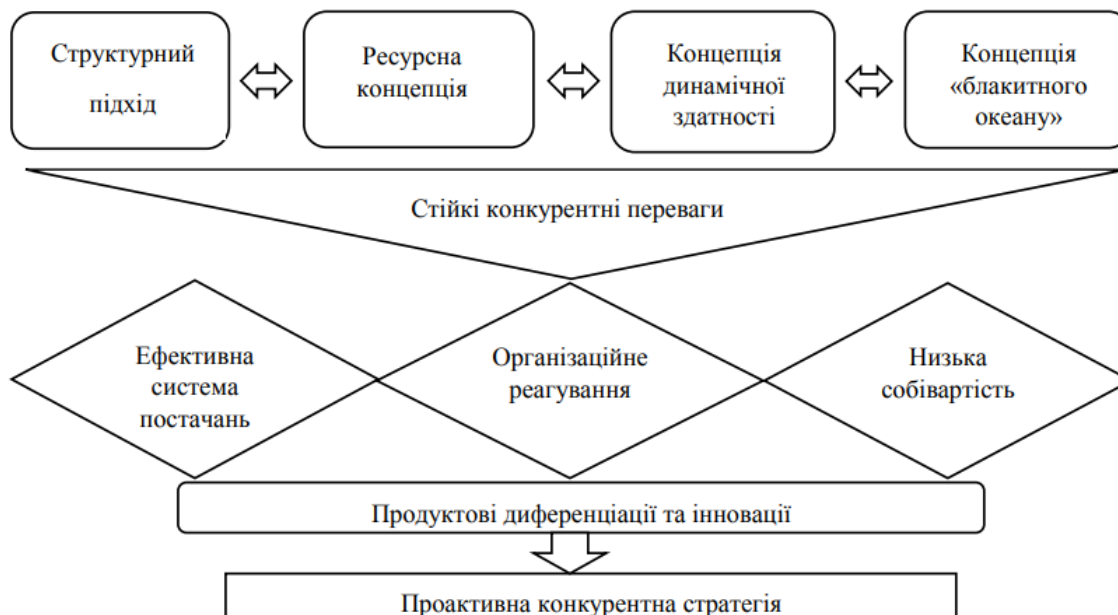 Структурний
підхід
Ресурсна
концепція
Концепція
динамічної
здатності
Концепція
«блакитного
океану»
Стійкі конкурентні переваги
Ефективна
система
постачань
Організаційне
реагування
Низька
собівартість
Продуктові диференціації та інновації
Проактивна конкурентна стратегія